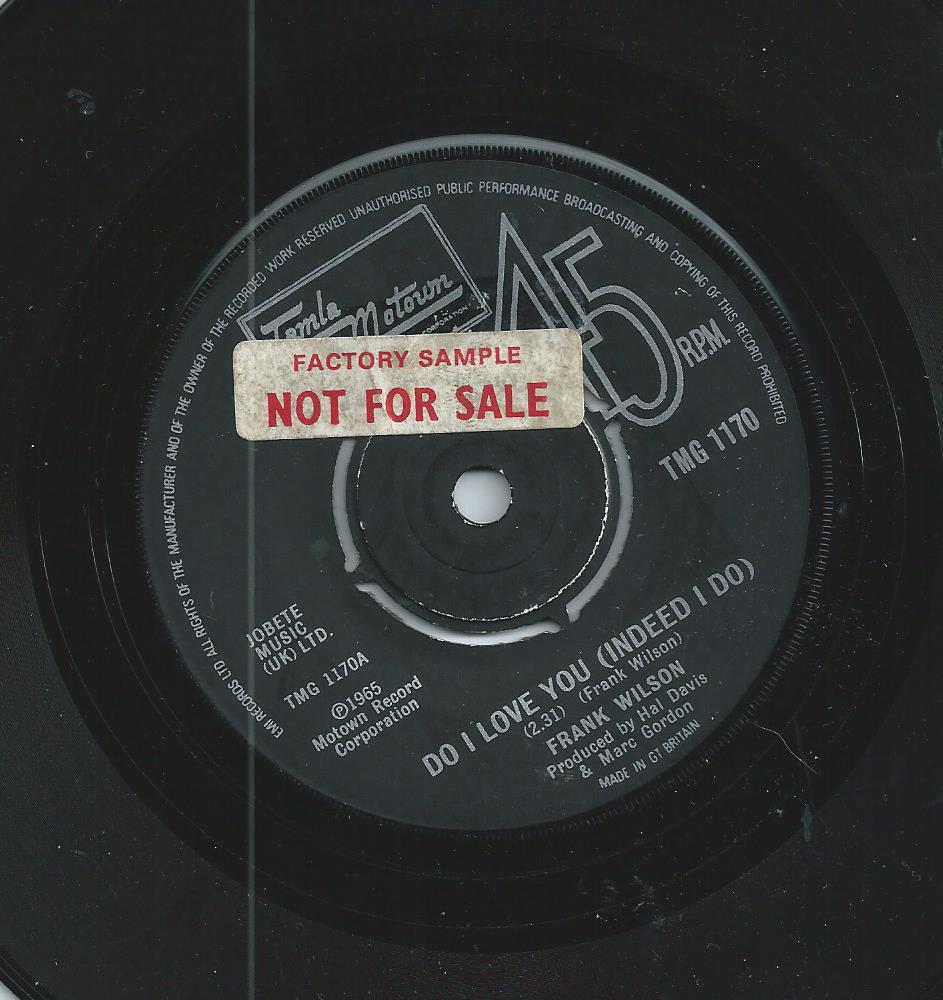 EMI RECORDS LTD ALL RIGHTS OF THE MANUFACTURER AND OF THE OWNER OF THE RECORDED WORK RESERVED UNAUTHORISED PUBLIC PERFORMANCE BROADCASTING AND COPYING OF THIS RECORD PROHIBITED
Tamla
Motown
CORPORATION
45 R.P.M.
FACTORY SAMPLE
NOT FOR SALE
TMG 1170
JOBETE
MUSIC
(UK) LTD.
TMG 1170A
Ⓟ1965
Motown Record
Corporation
DO I LOVE YOU (INDEED I DO)
(2.31) (Frank Wilson)
FRANK WILSON
Produced by Hal Davis
& Marc Gordon
MADE IN GT BRITAIN